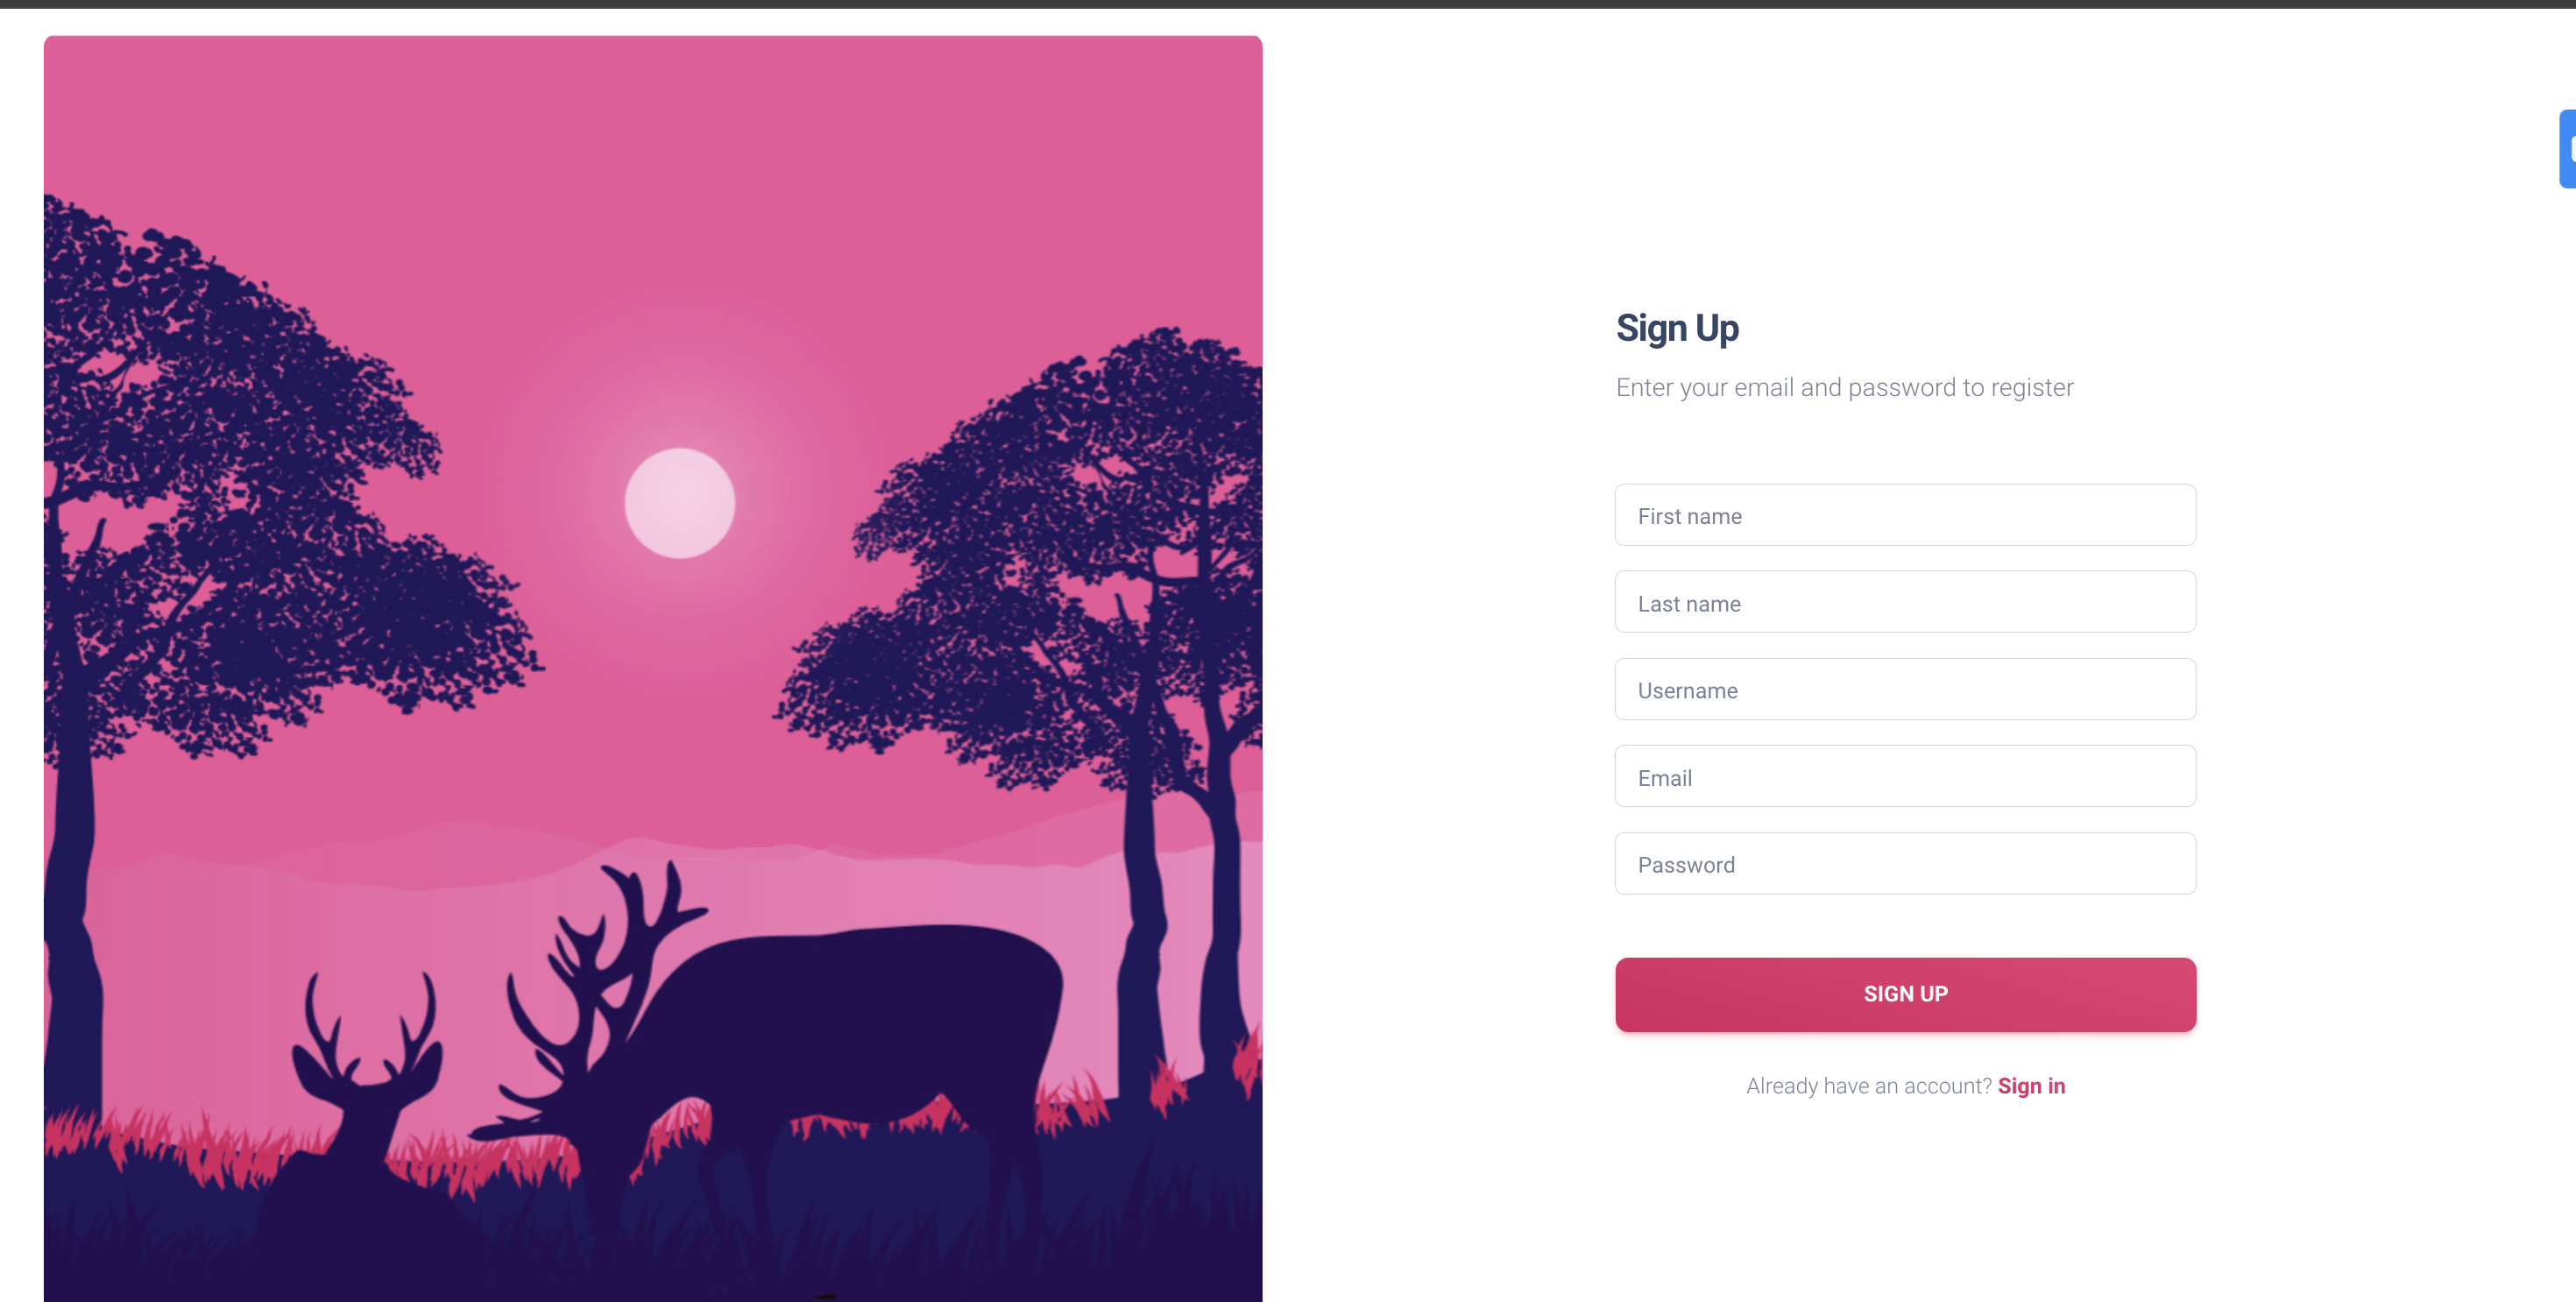 Sign Up
Enter your email and password to register
First name
Last name
Username
Email
Password
SIGN UP
Already have an account? Sign in